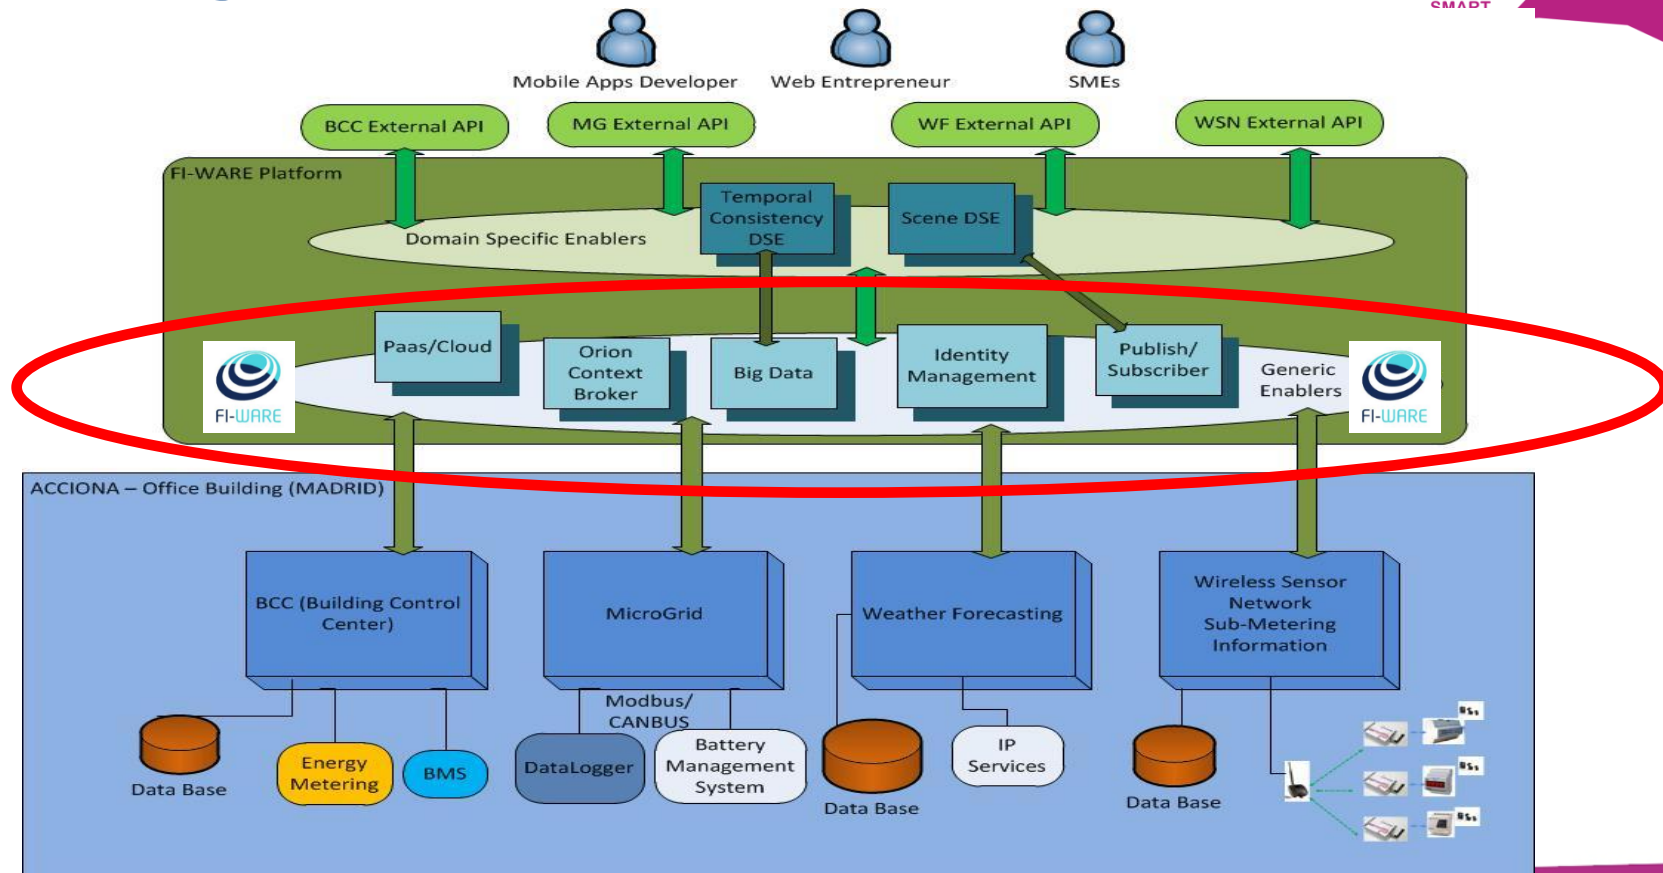 SMART
Mobile Apps Developer
Web Entrepreneur
SMEs
BCC External API
MG External API
WF External API
WSN External API
FI-WARE Platform
Temporal
Consistency
DSE
Scene DSE
Domain Specific Enablers
Paas/Cloud
Orion
Context
Broker
Big Data
Identity
Management
Publish/
Subscriber
Generic
Enablers
FI-WARE
FI-WARE
ACCIONA – Office Building (MADRID)
BCC (Building Control
Center)
MicroGrid
Weather Forecasting
Wireless Sensor
Network
Sub-Metering
Information
Modbus/
CANBUS
Data Base
Energy
Metering
BMS
DataLogger
Battery
Management
System
Data Base
IP
Services
Data Base